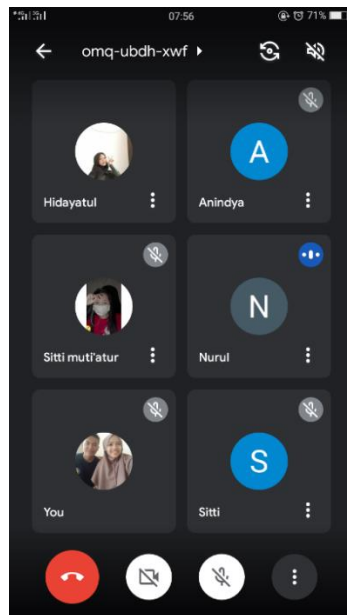 07:56
71%
omq-ubdh-xwf
A
Hidayatul
Anindya
N
Sitti muti'atur
Nurul
S
You
Sitti